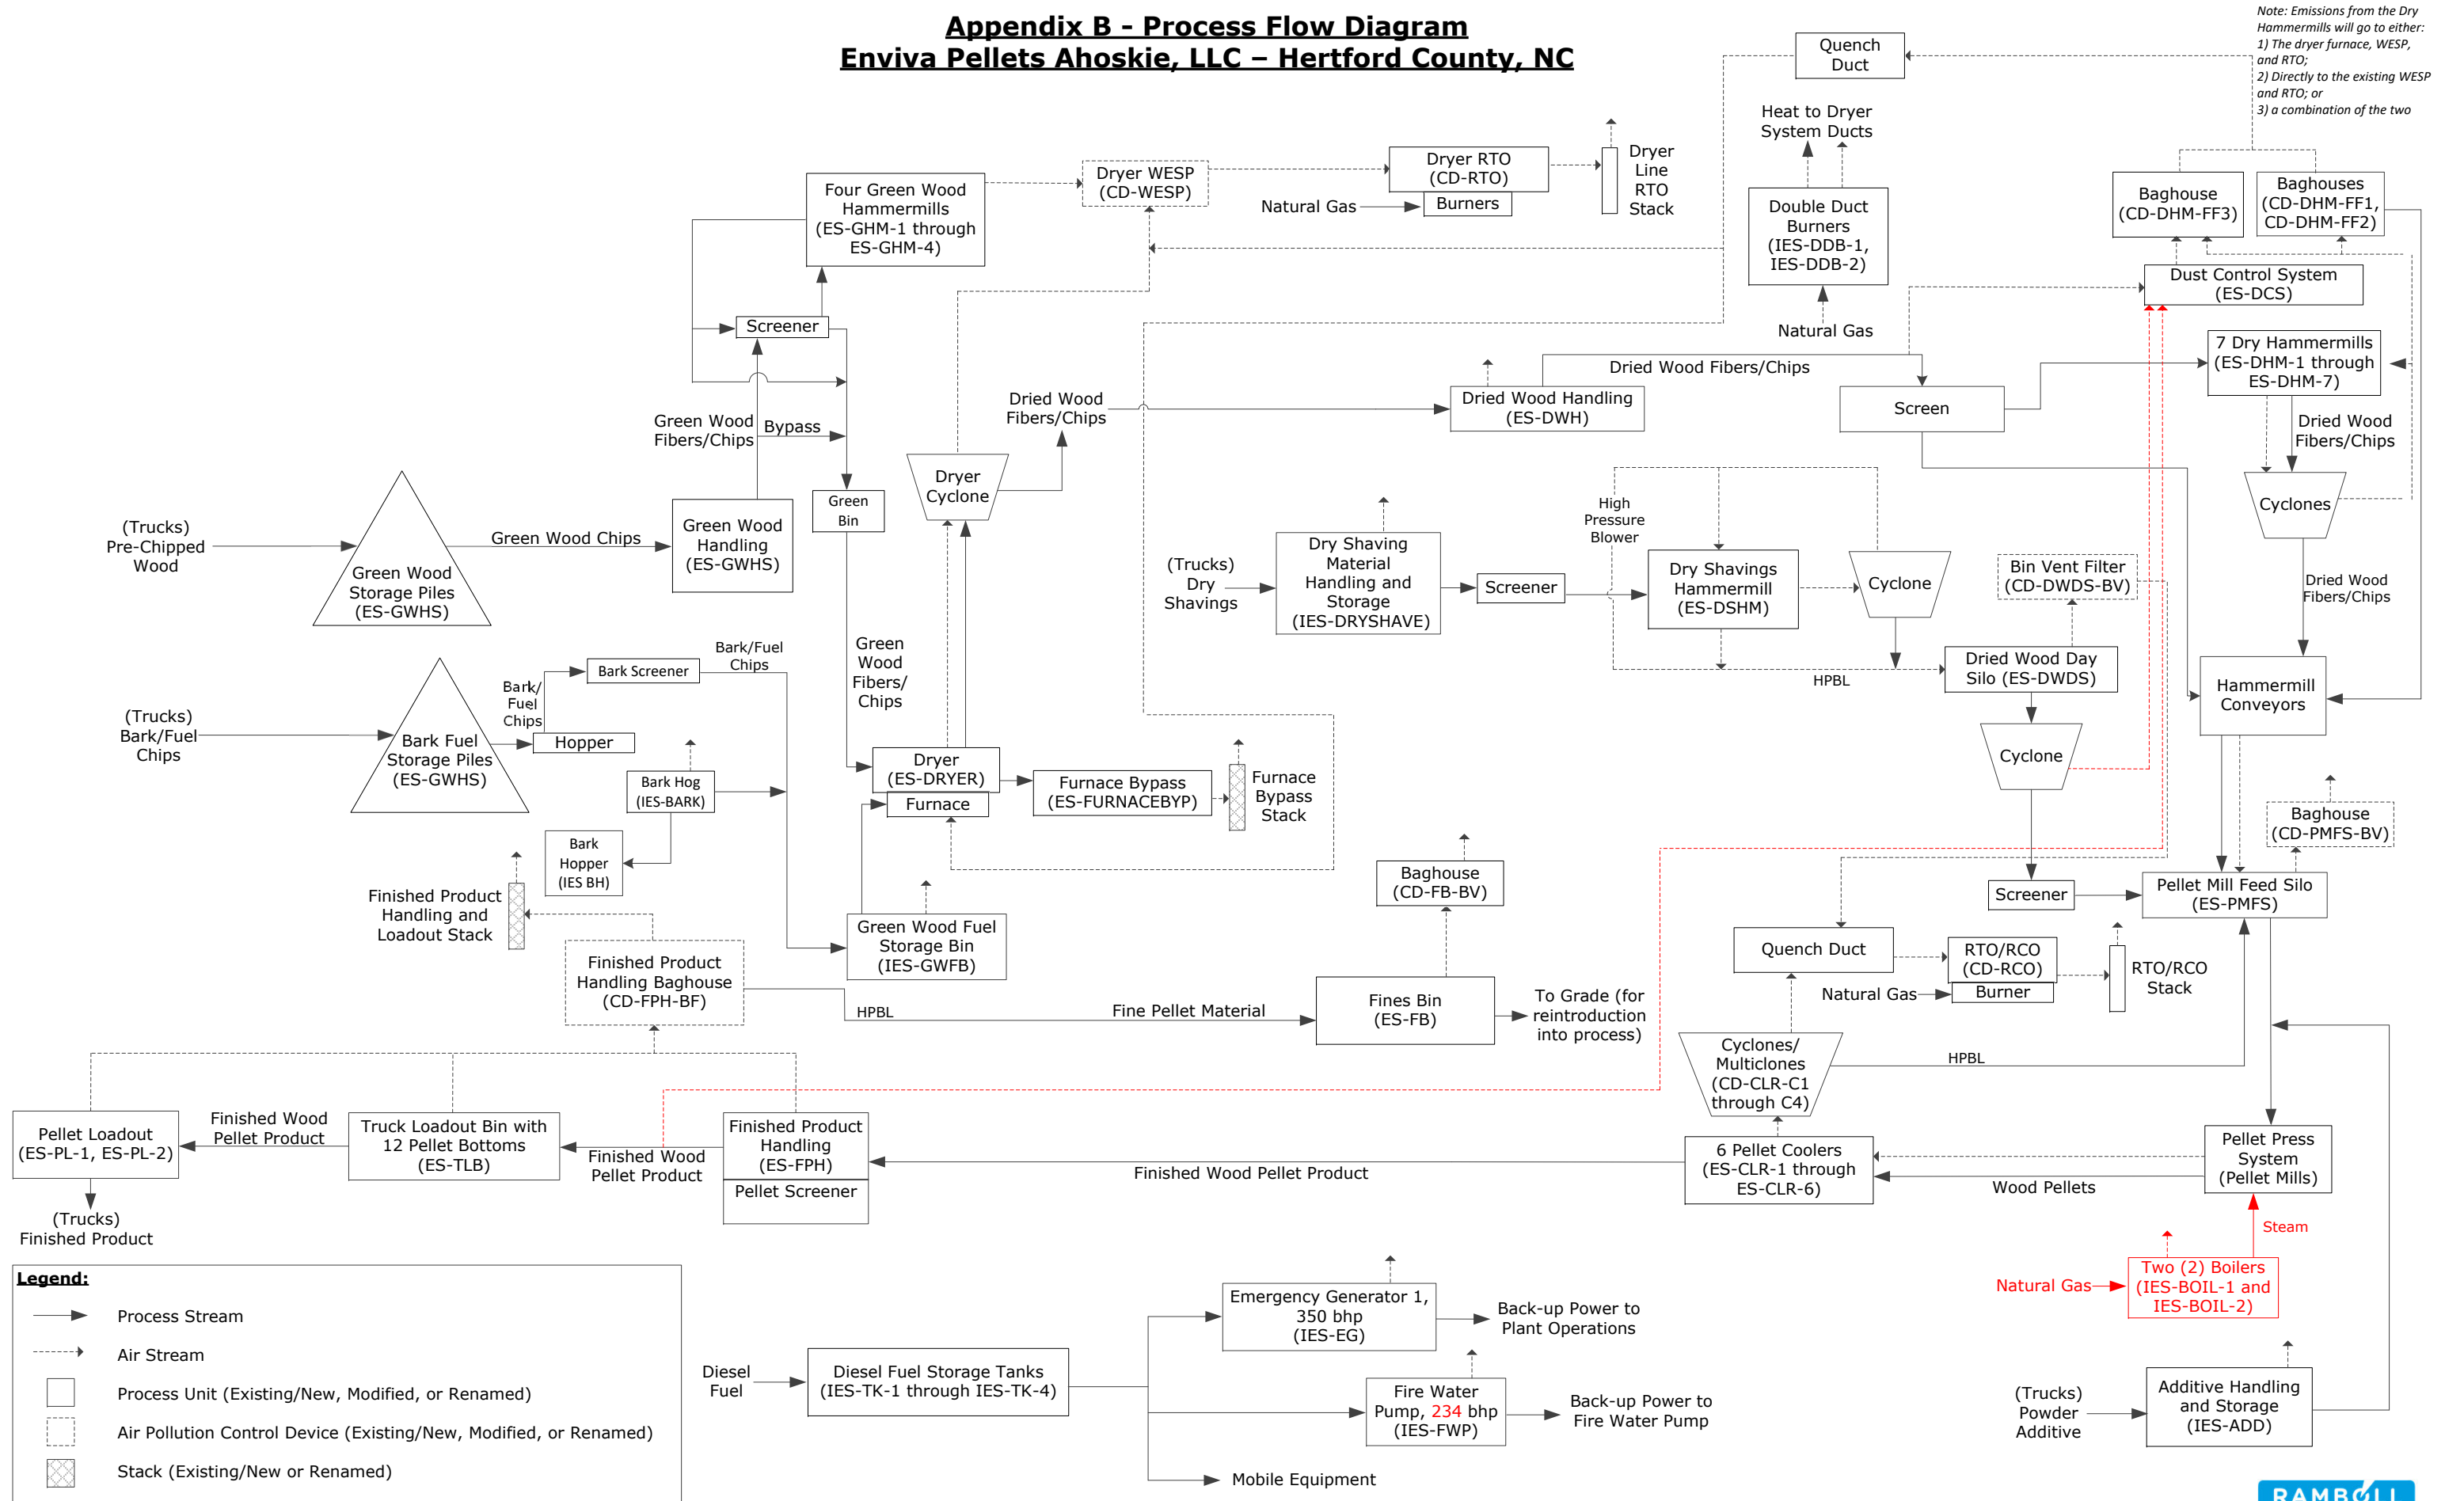 Appendix B - Process Flow Diagram
Enviva Pellets Ahoskie, LLC – Hertford County, NC
Note: Emissions from the Dry
Hammermills will go to either:
1) The dryer furnace, WESP,
and RTO;
2) Directly to the existing WESP
and RTO; or
3) a combination of the two
Quench
Duct
Heat to Dryer
System Ducts
Four Green Wood
Hammermills
(ES-GHM-1 through
ES-GHM-4)
Dryer WESP
(CD-WESP)
Dryer RTO
(CD-RTO)
Natural Gas
Burners
Dryer
Line
RTO
Stack
Double Duct
Burners
(IES-DDB-1,
IES-DDB-2)
Natural Gas
Baghouse
(CD-DHM-FF3)
Baghouses
(CD-DHM-FF1,
CD-DHM-FF2)
Dust Control System
(ES-DCS)
Screener
7 Dry Hammermills
(ES-DHM-1 through
ES-DHM-7)
Dried Wood Fibers/Chips
Dried Wood
Fibers/Chips
Dried Wood Handling
(ES-DWH)
Screen
Dried Wood
Fibers/Chips
Green Wood
Fibers/Chips
Bypass
Dryer
Cyclone
Green
Bin
Cyclones
(Trucks)
Pre-Chipped
Wood
Green Wood
Storage Piles
(ES-GWHS)
Green Wood Chips
Green Wood
Handling
(ES-GWHS)
High
Pressure
Blower
(Trucks)
Dry
Shavings
Dry Shaving
Material
Handling and
Storage
(IES-DRYSHAVE)
Screener
Dry Shavings
Hammermill
(ES-DSHM)
Cyclone
Bin Vent Filter
(CD-DWDS-BV)
Dried Wood
Fibers/Chips
Green
Wood
Fibers/
Chips
Dried Wood Day
Silo (ES-DWDS)
HPBL
Hammermill
Conveyors
(Trucks)
Bark/Fuel
Chips
Bark Fuel
Storage Piles
(ES-GWHS)
Bark/
Fuel
Chips
Hopper
Bark Screener
Bark/Fuel
Chips
Bark Hog
(IES-BARK)
Bark
Hopper
(IES BH)
Dryer
(ES-DRYER)
Furnace
Furnace Bypass
(ES-FURNACEBYP)
Furnace
Bypass
Stack
Cyclone
Baghouse
(CD-PMFS-BV)
Finished Product
Handling and
Loadout Stack
Green Wood Fuel
Storage Bin
(IES-GWFB)
Baghouse
(CD-FB-BV)
Screener
Pellet Mill Feed Silo
(ES-PMFS)
Finished Product
Handling Baghouse
(CD-FPH-BF)
HPBL
Fine Pellet Material
Fines Bin
(ES-FB)
To Grade (for
reintroduction
into process)
Quench Duct
RTO/RCO
(CD-RCO)
Natural Gas
Burner
RTO/RCO
Stack
Cyclones/
Multiclones
(CD-CLR-C1
through C4)
HPBL
Pellet Loadout
(ES-PL-1, ES-PL-2)
Finished Wood
Pellet Product
Truck Loadout Bin with
12 Pellet Bottoms
(ES-TLB)
Finished Wood
Pellet Product
Finished Product
Handling
(ES-FPH)
Pellet Screener
Finished Wood Pellet Product
6 Pellet Coolers
(ES-CLR-1 through
ES-CLR-6)
Wood Pellets
Pellet Press
System
(Pellet Mills)
Steam
(Trucks)
Finished Product
Natural Gas
Two (2) Boilers
(IES-BOIL-1 and
IES-BOIL-2)
Legend:
Process Stream
Air Stream
Process Unit (Existing/New, Modified, or Renamed)
Air Pollution Control Device (Existing/New, Modified, or Renamed)
Stack (Existing/New or Renamed)
Diesel
Fuel
Diesel Fuel Storage Tanks
(IES-TK-1 through IES-TK-4)
Emergency Generator 1,
350 bhp
(IES-EG)
Back-up Power to
Plant Operations
Fire Water
Pump, 234 bhp
(IES-FWP)
Back-up Power to
Fire Water Pump
Mobile Equipment
(Trucks)
Powder
Additive
Additive Handling
and Storage
(IES-ADD)
RAMBOLL